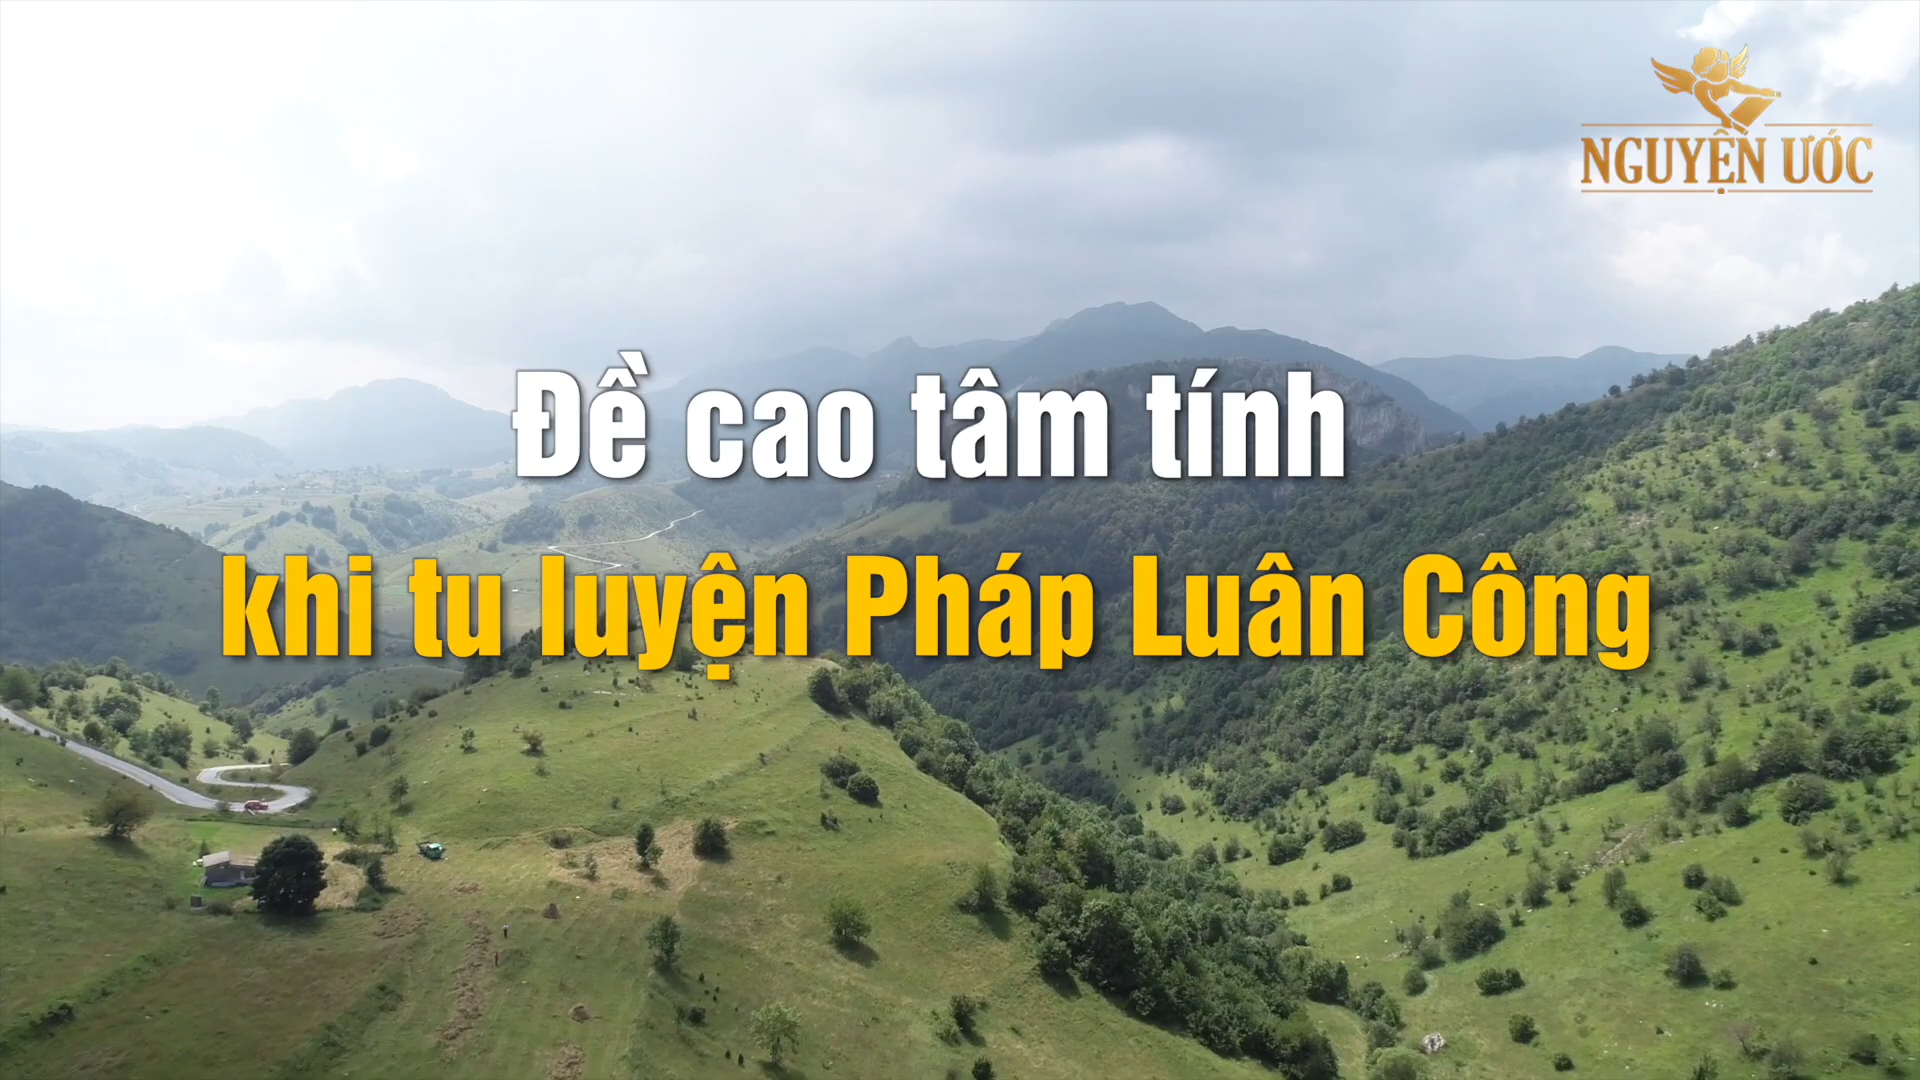 NGUYỆN ƯỚC
Đề cao tâm tính
khi tu luyện Pháp Luân Công